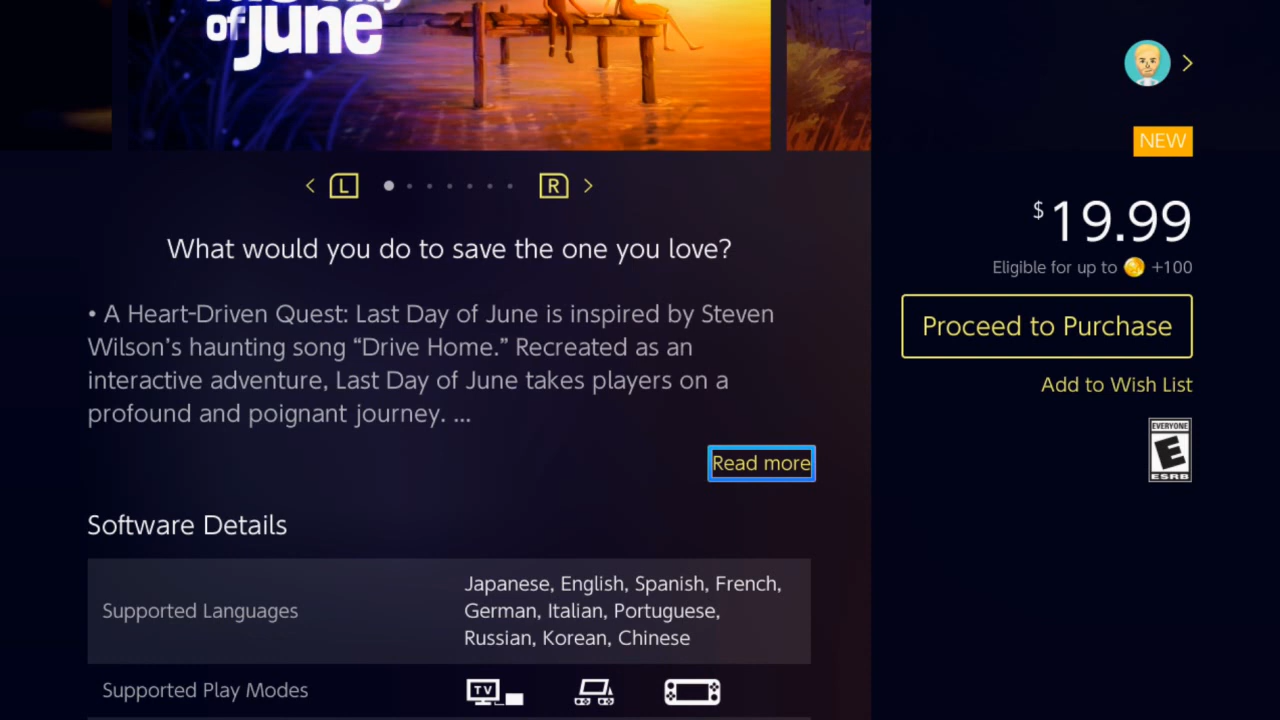 of june
NEW
L
R
$19.99
What would you do to save the one you love?
Eligible for up to +100
• A Heart-Driven Quest: Last Day of June is inspired by Steven
Wilson’s haunting song “Drive Home.” Recreated as an
interactive adventure, Last Day of June takes players on a
profound and poignant journey. ...
Proceed to Purchase
Add to Wish List
EVERYONE
E
ESRB
Read more
Software Details
Supported Languages
Japanese, English, Spanish, French,
German, Italian, Portuguese,
Russian, Korean, Chinese
Supported Play Modes
TV